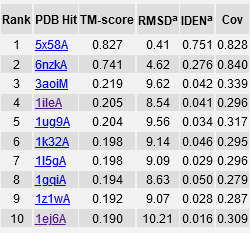 Rank PDB Hit TM-score RMSDa IDENa Cov
1 5x58A 0.827 0.41 0.751 0.828
2 6nzkA 0.741 4.62 0.276 0.840
3 3aoiM 0.219 9.62 0.042 0.339
4 1ileA 0.205 8.54 0.041 0.296
5 1ug9A 0.204 9.56 0.034 0.317
6 1k32A 0.198 9.14 0.046 0.295
7 1l5gA 0.198 9.09 0.029 0.296
8 1gqiA 0.194 8.63 0.050 0.279
9 1z1wA 0.192 9.07 0.028 0.287
10 1ej6A 0.190 10.21 0.016 0.309